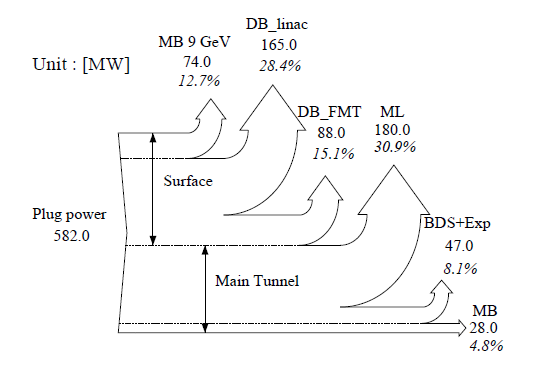 DB_linac
165.0
28.4%
MB 9 GeV
74.0
12.7%
Unit : [MW]
DB_FMT
88.0
15.1%
ML
180.0
30.9%
Surface
Plug power
582.0
BDS+Exp
47.0
8.1%
Main Tunnel
MB
28.0
4.8%